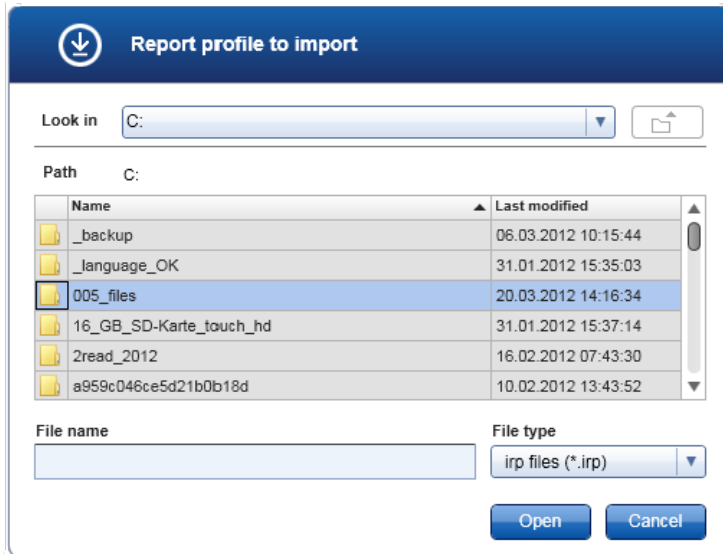 Report profile to import
Look in C:
Path C:
Name Last modified
_backup 06.03.2012 10:15:44
_language_OK 31.01.2012 15:35:03
005_files 20.03.2012 14:16:34
16_GB_SD-Karte_touch_hd 31.01.2012 15:37:14
2read_2012 16.02.2012 07:43:30
a959c046ce5d21b0b18d 10.02.2012 13:43:52
File name File type
irp files (*.irp)
Open Cancel